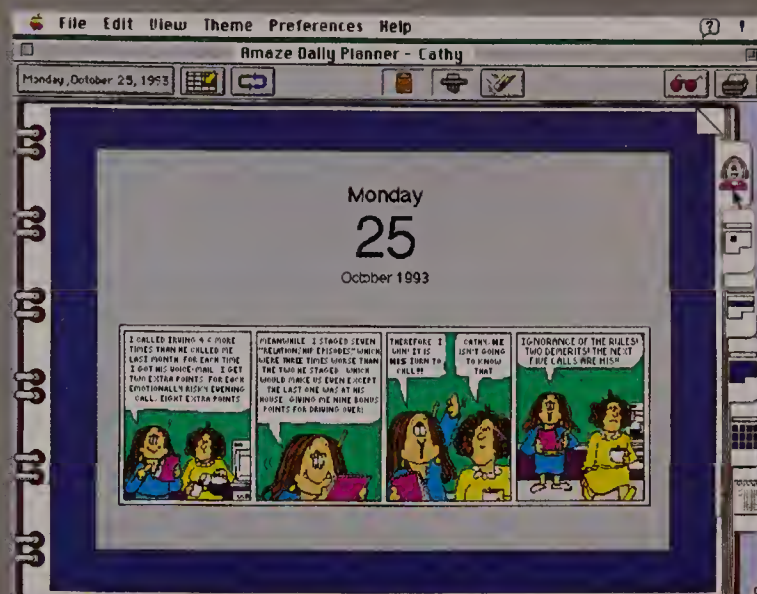 File Edit View Theme Preferences Help
Amaze Daily Planner - Cathy
Monday, October 25, 1993
Monday
25
October 1993
I CALLED IRVING 4.6 MORE
TIMES THAN HE CALLED ME
LAST MONTH. FOR EACH TIME
I GOT HIS VOICE-MAIL I GET
TWO EXTRA POINTS. FOR EACH
EMOTIONALLY RISKY EVENING
CALL, EIGHT EXTRA POINTS
MEANWHILE I STAGED SEVEN
"RELATIONSHIP EPISODES" WHICH
WERE THREE TIMES WORSE THAN
THE TWO HE STAGED. WHICH
WOULD MAKE US EVEN EXCEPT
THE LAST ONE WAS AT HIS
HOUSE GIVING ME NINE BONUS
POINTS FOR DRIVING OVER!
THEREFORE I
WIN! IT IS
HIS TURN TO
CALL!!
CATHY, HE
ISN'T GOING
TO KNOW
THAT
IGNORANCE OF THE RULES!
TWO DEMERITS! THE NEXT
FIVE CALLS ARE HIS!!